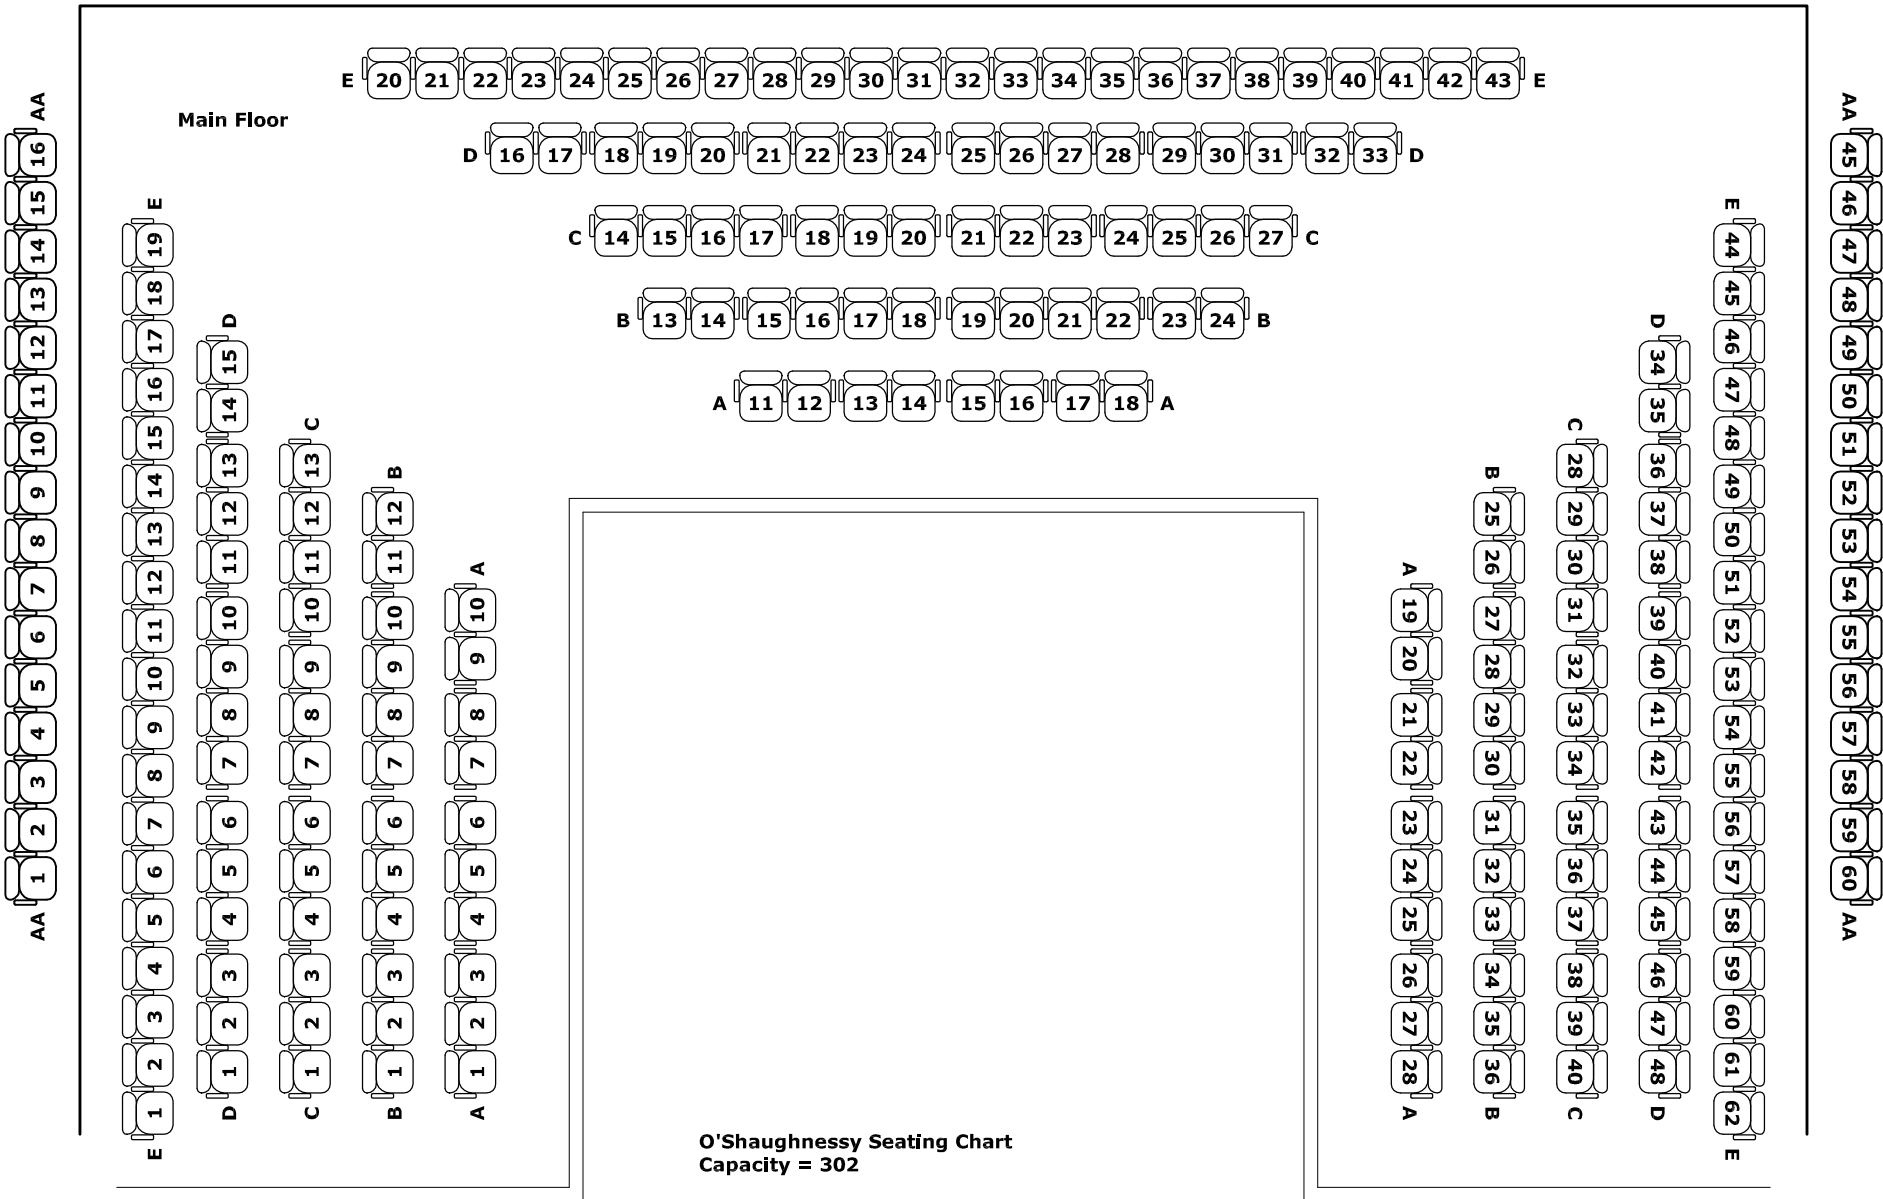 E 20 21 22 23 24 25 26 27 28 29 30 31 32 33 34 35 36 37 38 39 40 41 42 43 E
Main Floor
D 16 17 18 19 20 21 22 23 24 25 26 27 28 29 30 31 32 33 D
C 14 15 16 17 18 19 20 21 22 23 24 25 26 27 C
B 13 14 15 16 17 18 19 20 21 22 23 24 B
A 11 12 13 14 15 16 17 18 A
AA 16 15 14 13 12 11 10 9 8 7 6 5 4 3 2 1 AA
E 19 18 17 16 15 14 13 12 11 10 9 8 7 6 5 4 3 2 1 E
D 15 14 13 12 11 10 9 8 7 6 5 4 3 2 1 D
C 13 12 11 10 9 8 7 6 5 4 3 2 1 C
B 12 11 10 9 8 7 6 5 4 3 2 1 B
A 10 9 8 7 6 5 4 3 2 1 A
A 19 20 21 22 23 24 25 26 27 28 A
B 25 26 27 28 29 30 31 32 33 34 35 36 B
C 28 29 30 31 32 33 34 35 36 37 38 39 40 C
D 34 35 36 37 38 39 40 41 42 43 44 45 46 47 48 D
E 44 45 46 47 48 49 50 51 52 53 54 55 56 57 58 59 60 61 62 E
AA 45 46 47 48 49 50 51 52 53 54 55 56 57 58 59 60 AA
O'Shaughnessy Seating Chart
Capacity = 302